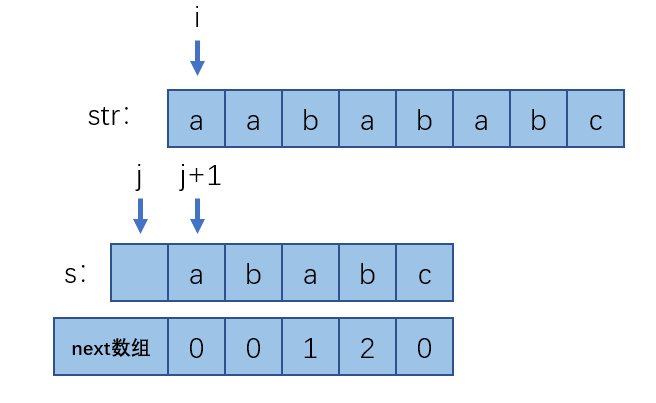 i
str: a a b a b a b c
j j+1
s: a b a b c
next数组 0 0 1 2 0